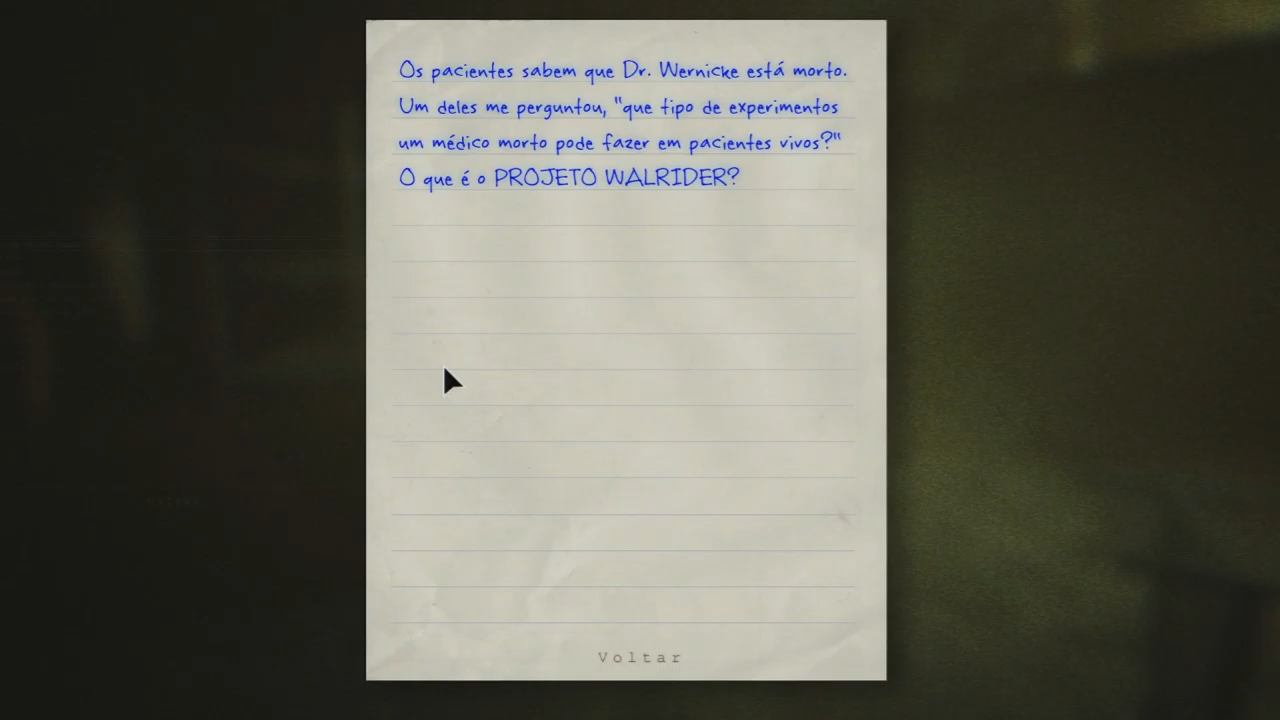 Os pacientes sabem que Dr. Wernicke está morto.
Um deles me perguntou, "que tipo de experimentos
um médico morto pode fazer em pacientes vivos?"
O que é o PROJETO WALRIDER?
Voltar